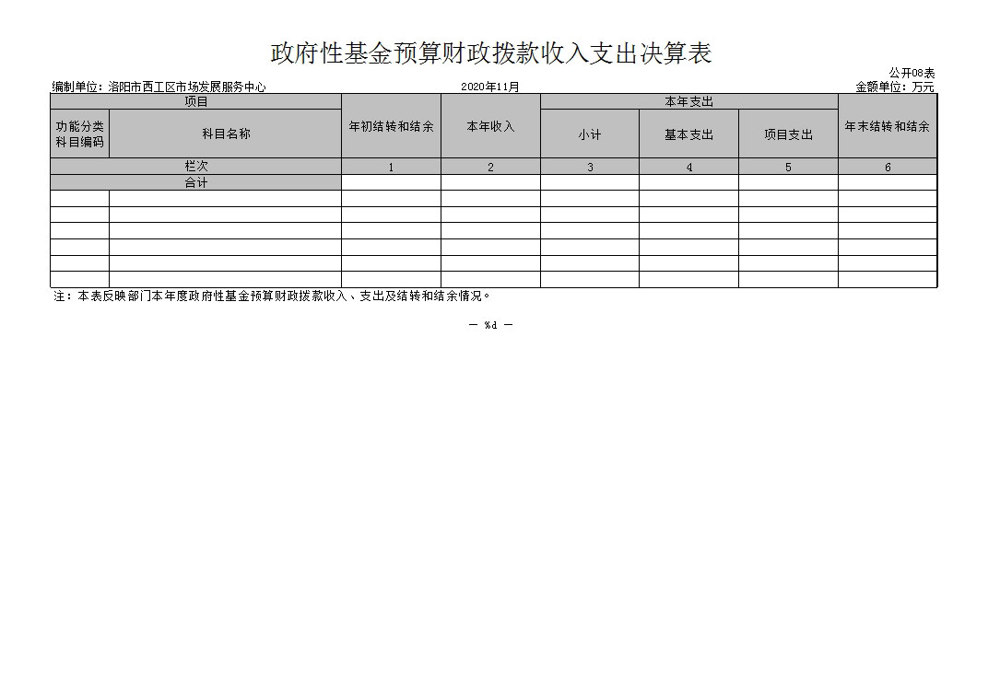 政府性基金预算财政拨款收入支出决算表
公开08表
编制单位：洛阳市西工区市场发展服务中心 2020年11月 金额单位：万元
项目 年初结转和结余 本年收入 本年支出 年末结转和结余
功能分类科目编码 科目名称 小计 基本支出 项目支出
栏次 1 2 3 4 5 6
合计
注：本表反映部门本年度政府性基金预算财政拨款收入、支出及结转和结余情况。
— %d —